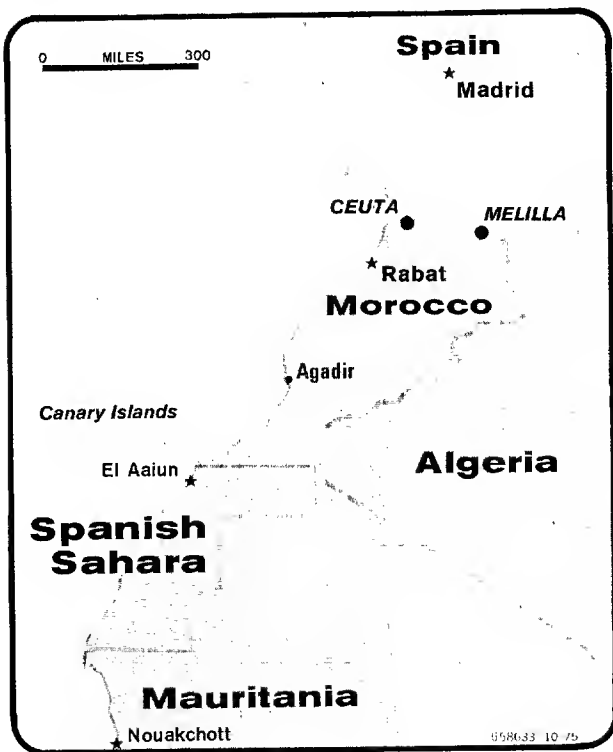 Spain
0 MILES 300
Madrid
CEUTA
MELILLA
Rabat
Morocco
Agadir
Canary Islands
Algeria
El Aaiun
Spanish
Sahara
Mauritania
Nouakchott
658633 10-75